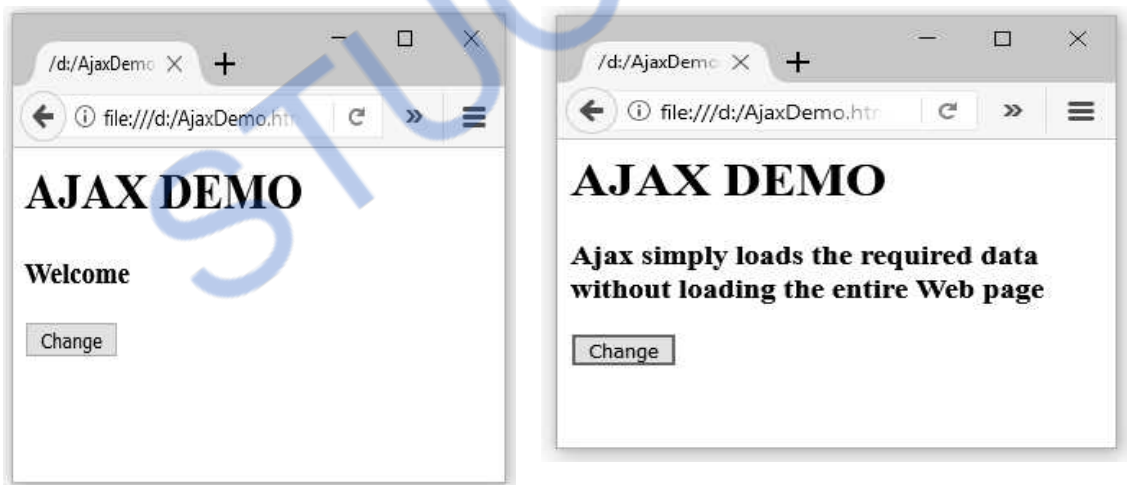 /d:/AjaxDemo
file:///d:/AjaxDemo.htr
AJAX DEMO
Welcome
Change
/d:/AjaxDemo
file:///d:/AjaxDemo.htr
AJAX DEMO
Ajax simply loads the required data
without loading the entire Web page
Change